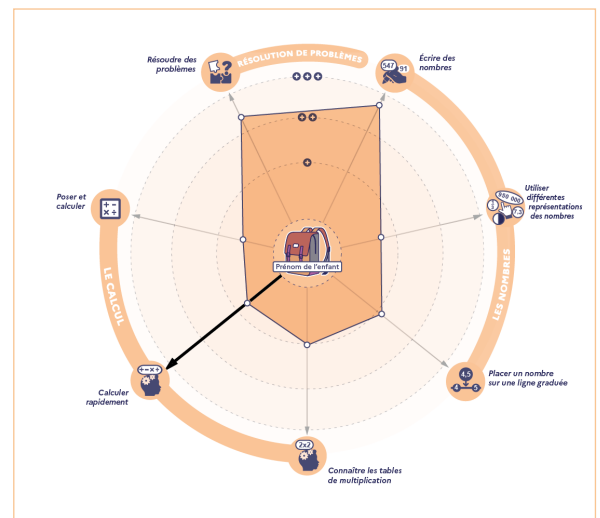 RÉSOLUTION DE PROBLÈMES
Résoudre des
problèmes
547
91
Écrire des
nombres
Poser et
calculer
+ -
× ÷
Utiliser
différentes
représentations
des nombres
7,3
Prénom de l'enfant
LE CALCUL
LES NOMBRES
+ - × ÷
Calculer
rapidement
4,5
4
5
Placer un nombre
sur une ligne graduée
2x2
Connaître les tables
de multiplication